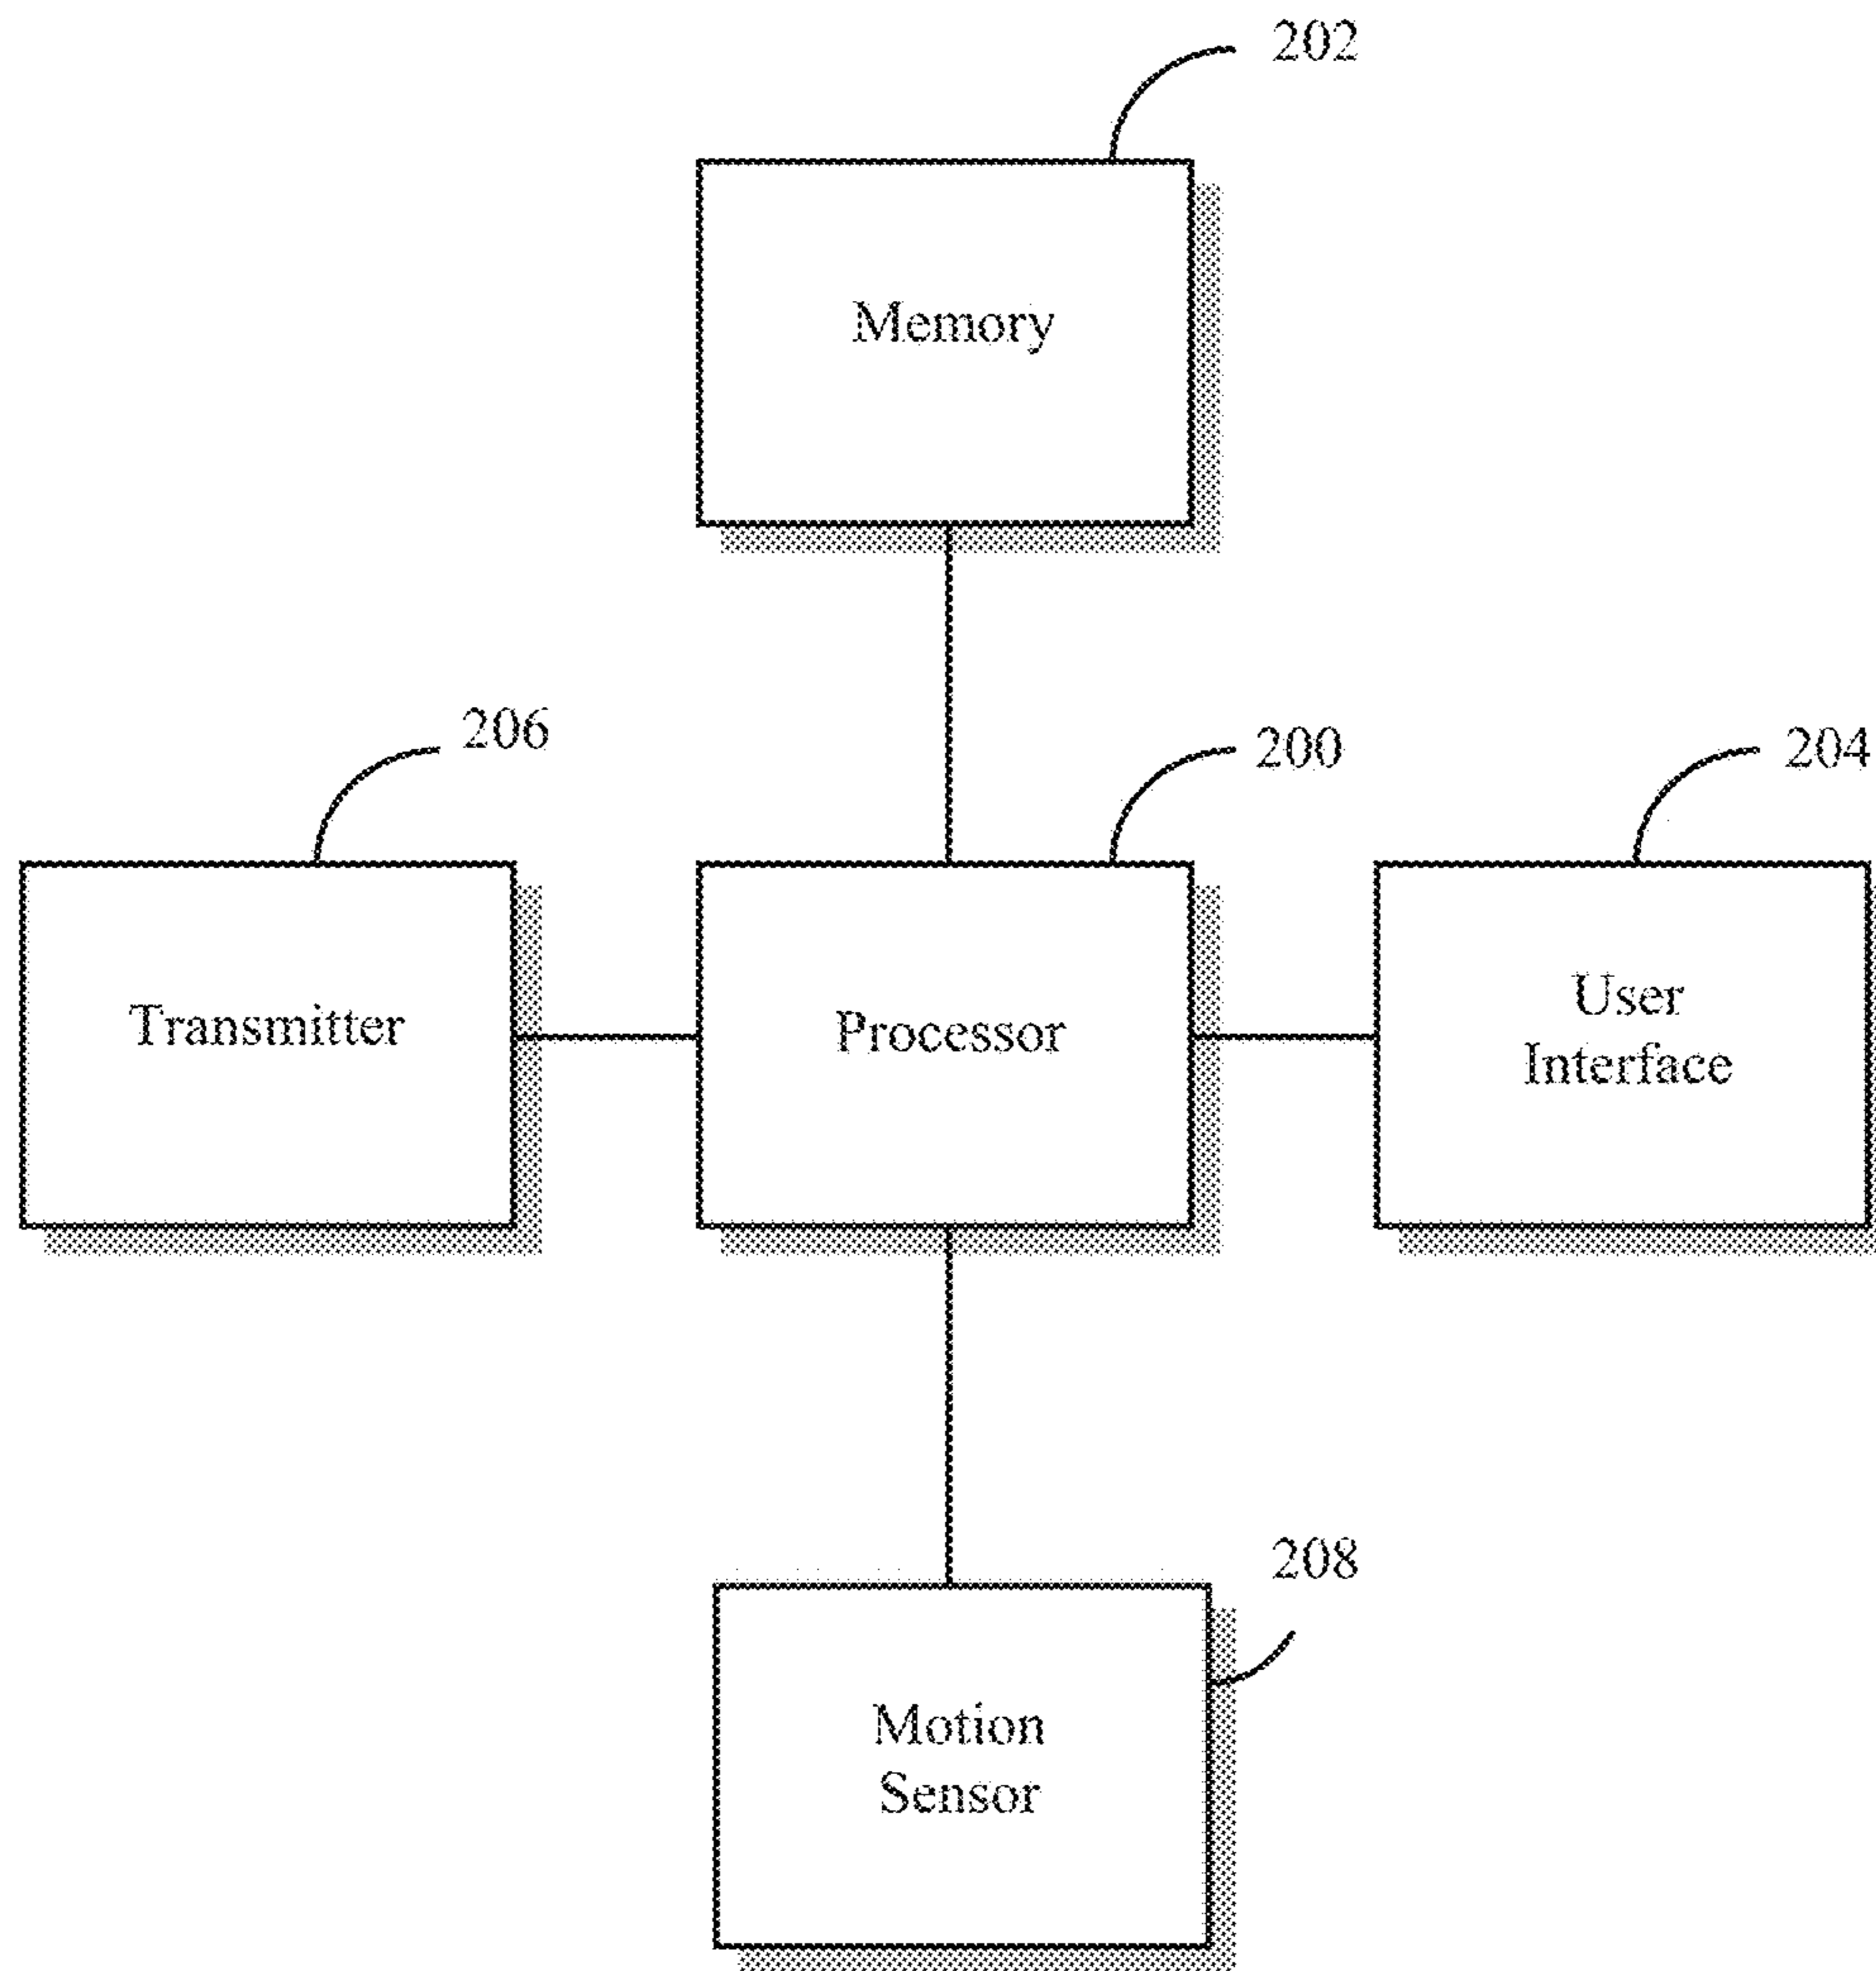 202
Memory
206
200
204
Transmitter
Processor
User
Interface
208
Motion
Sensor